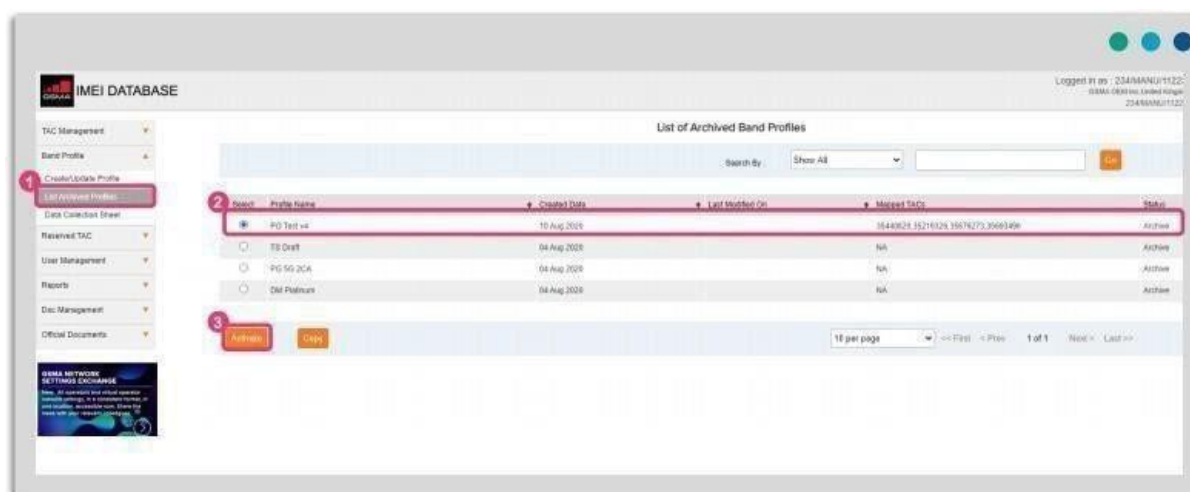 Logged in as : 234/MANU/1122
GSMA
IMEI DATABASE
TAC Management
List of Archived Band Profiles
Band Profile
Search By
Show All
Go
1
Create/Update Profile
List Archived Profiles
2
Select Profile Name Created Date Last Modified On Mapped TACs Status
Data Collection Sheet
PG Test v4 10 Aug 2020 Archive
Reserved TAC
TS Draft 04 Aug 2020 NA Archive
User Management
PG 5G 2CA 04 Aug 2020 NA Archive
Reports
DM Platinum 04 Aug 2020 NA Archive
Doc Management
3
Official Documents
Activate Copy 10 per page << First < Prev 1 of 1 Next > Last >>
GSMA NETWORK
SETTINGS EXCHANGE